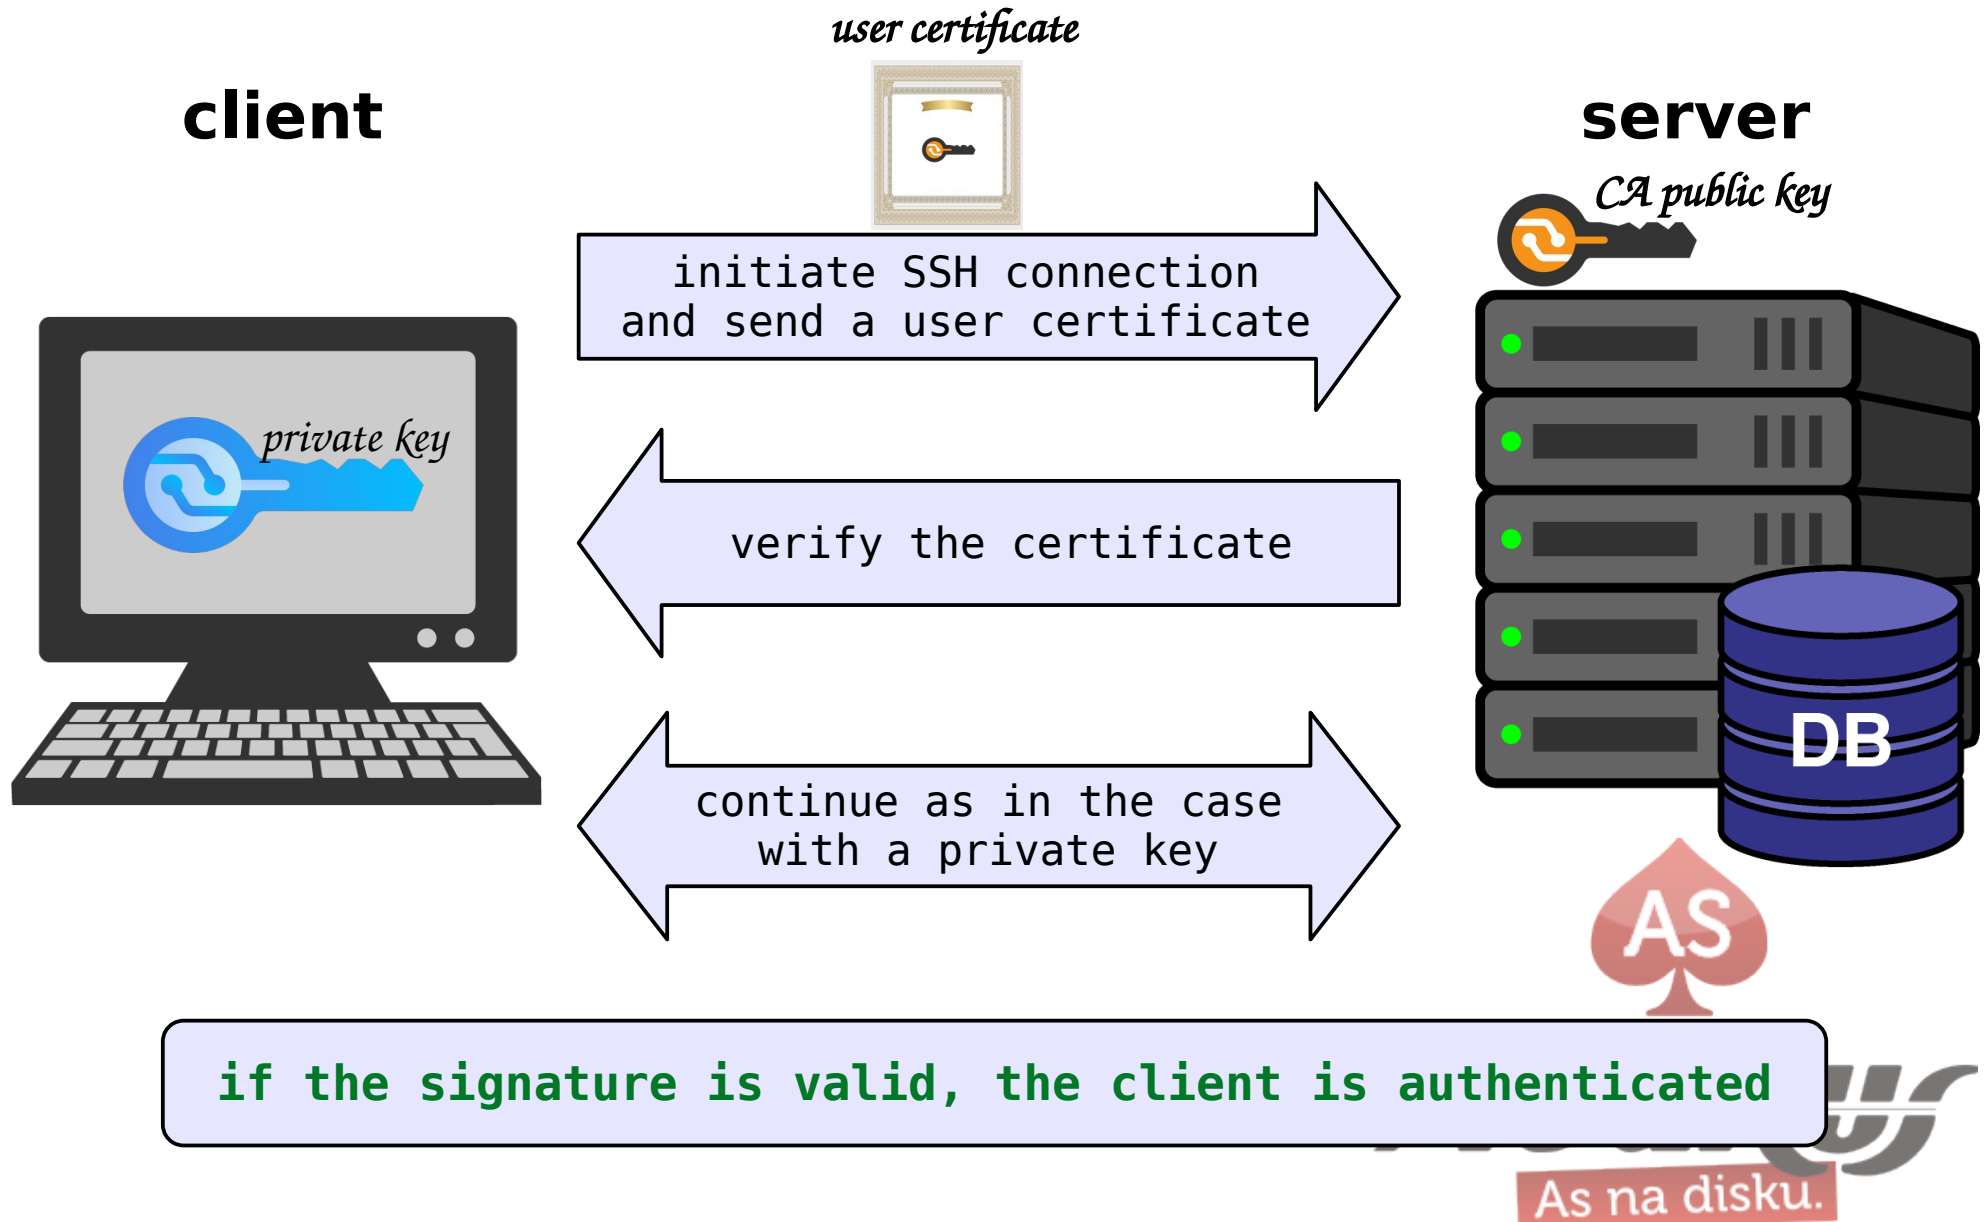 user certificate
client
server
CA public key
initiate SSH connection
and send a user certificate
private key
verify the certificate
DB
continue as in the case
with a private key
AS
if the signature is valid, the client is authenticated
As na disku.